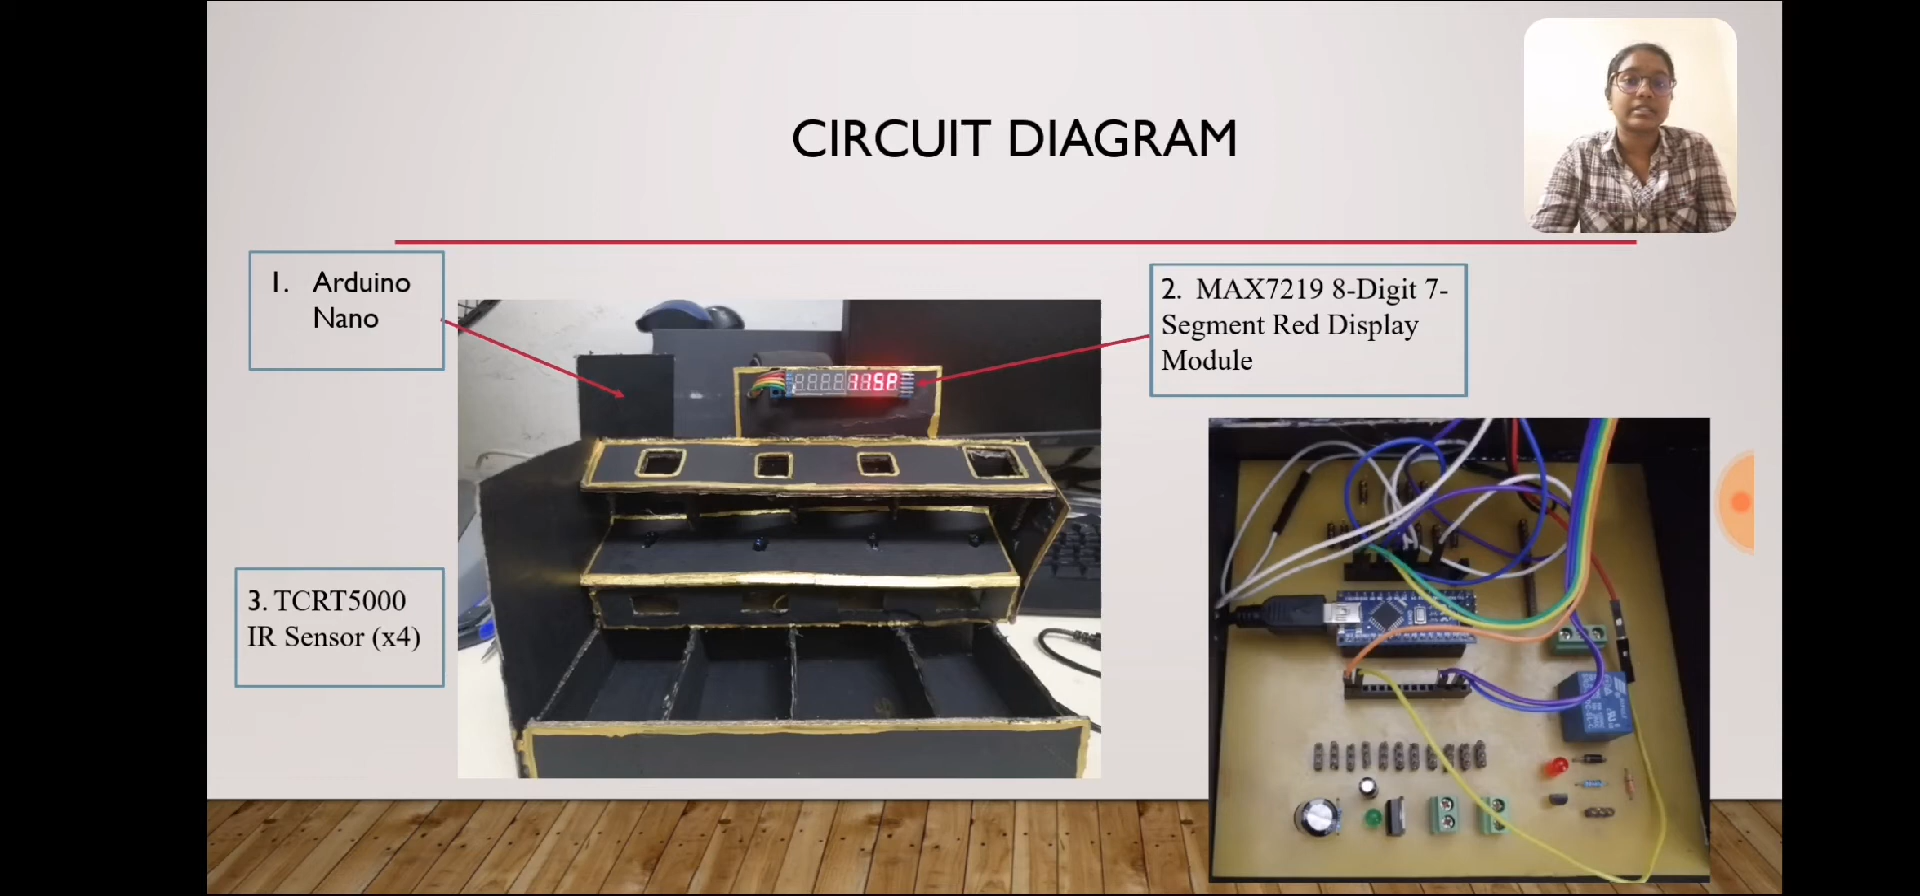 CIRCUIT DIAGRAM
1. Arduino
Nano
2. MAX7219 8-Digit 7-
Segment Red Display
Module
3. TCRT5000
IR Sensor (x4)